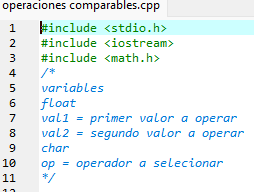 operaciones comparables.cpp
1 #include <stdio.h>
2 #include <iostream>
3 #include <math.h>
4 /*
5 variables
6 float
7 val1 = primer valor a operar
8 val2 = segundo valor a operar
9 char
10 op = operador a selecionar
11 */